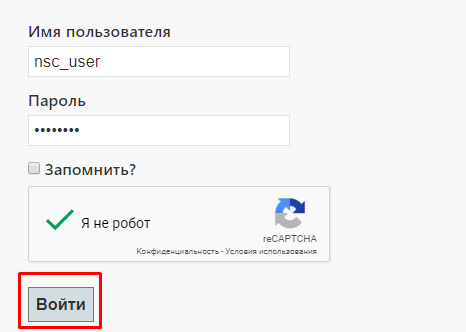 Имя пользователя
nsc_user
Пароль
••••••••
Запомнить?
Я не робот
reCAPTCHA
Конфиденциальность - Условия использования
Войти